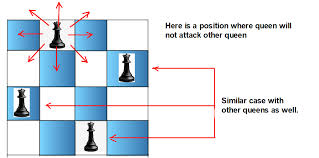 Here is a position where queen will
not attack other queen
Similar case with
other queens as well.